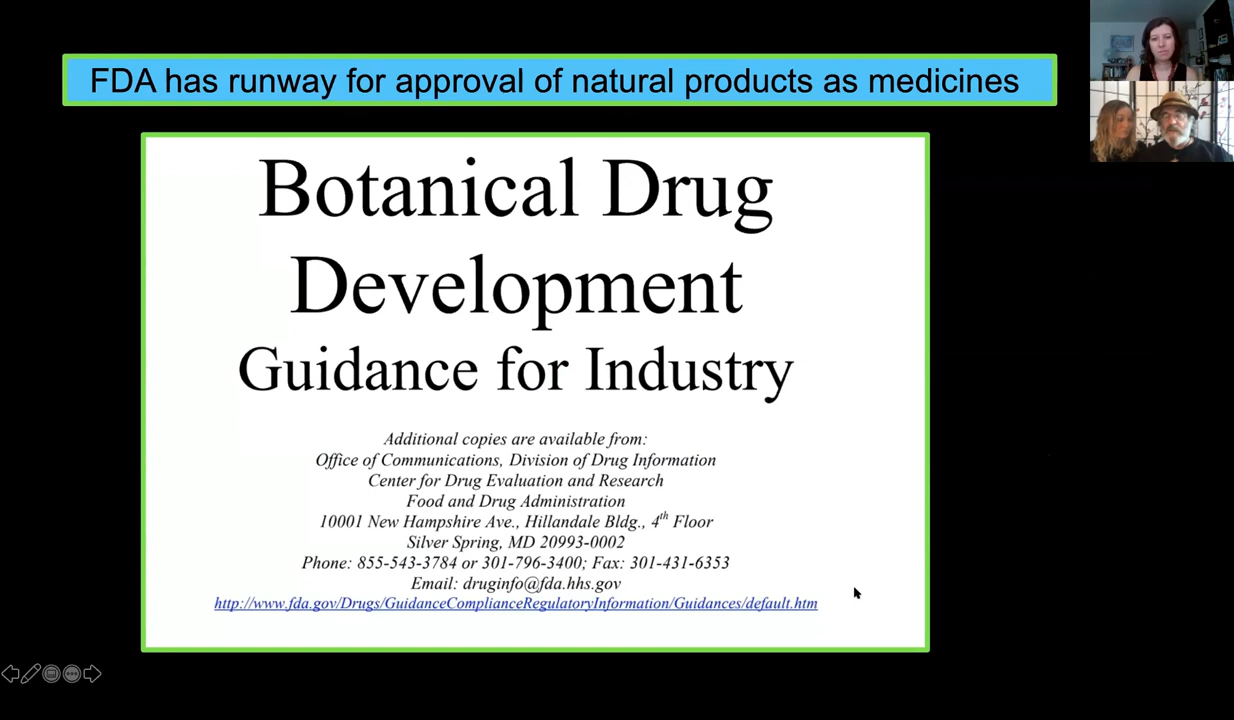 FDA has runway for approval of natural products as medicines
Botanical Drug
Development
Guidance for Industry
Additional copies are available from:
Office of Communications, Division of Drug Information
Center for Drug Evaluation and Research
Food and Drug Administration
10001 New Hampshire Ave., Hillandale Bldg., 4th Floor
Silver Spring, MD 20993-0002
Phone: 855-543-3784 or 301-796-3400; Fax: 301-431-6353
Email: druginfo@fda.hhs.gov
http://www.fda.gov/Drugs/GuidanceComplianceRegulatoryInformation/Guidances/default.htm